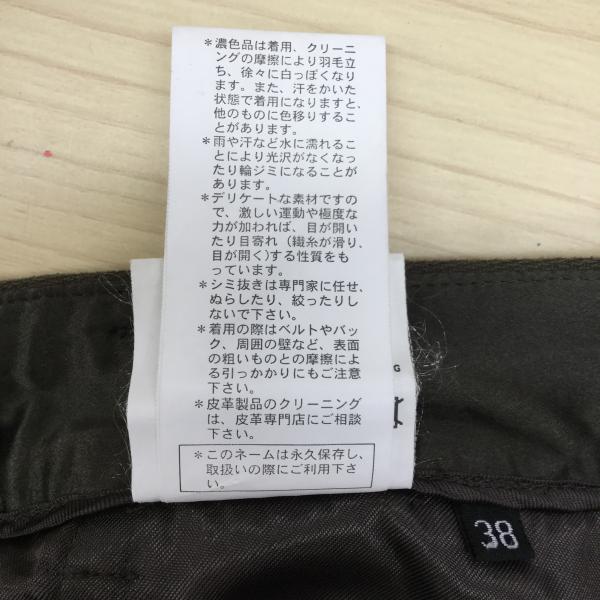 ＊濃色品は着用、クリーニ
ングの摩擦により羽毛立
ち、徐々に白っぽくなり
ます。また、汗をかいた
状態で着用になりますと、
他のものに色移りするこ
とがあります。
＊雨や汗など水に濡れるこ
とにより光沢がなくなっ
たり輪ジミになることが
あります。
＊デリケートな素材ですの
で、激しい運動や極度な
力が加われば、目が開い
たり目寄れ（織糸が滑り、
目が開く)する性質をも
っています。
＊シミ抜きは専門家に任せ、
ぬらしたり、絞ったりし
ないで下さい。
＊着用の際はベルトやバッ
ク、周囲の壁など、表面
の粗いものとの摩擦によ
る引っかかりにもご注意
下さい。
＊皮革製品のクリーニング
は、皮革専門店にご相談
下さい。
＊このネームは永久保存し、
取扱いの際にご利用下さ
い。
G
38